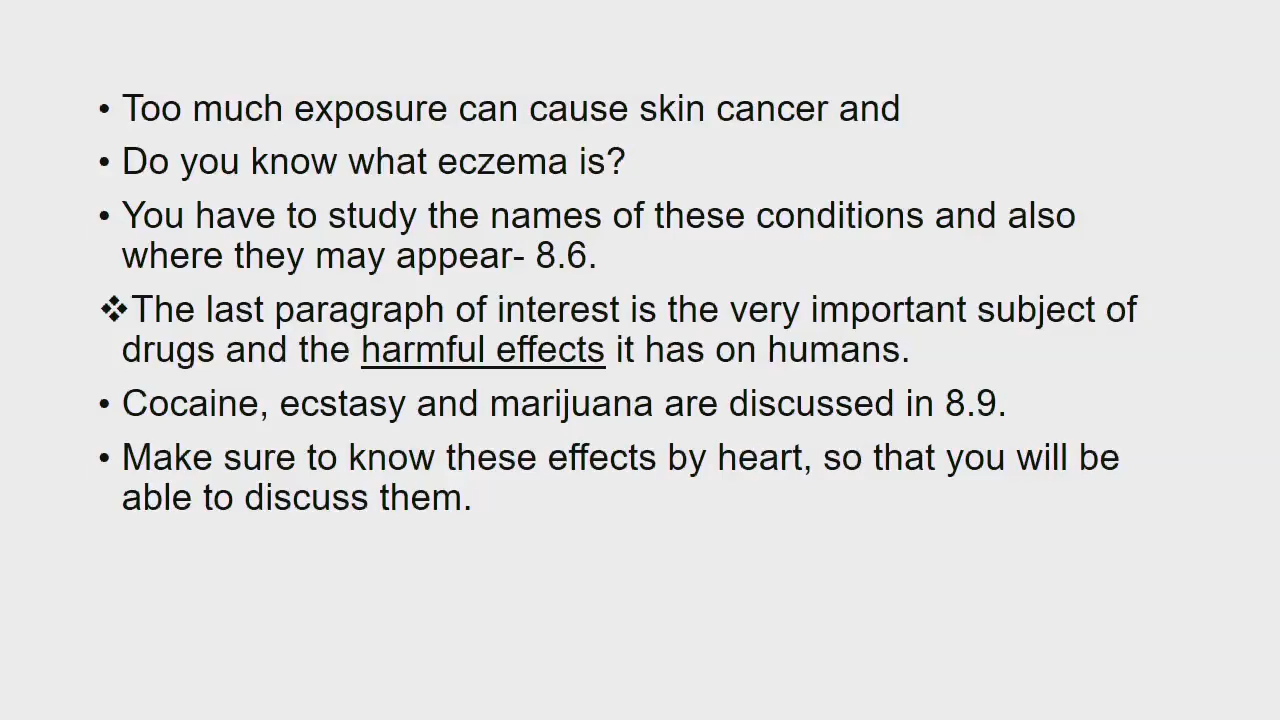 • Too much exposure can cause skin cancer and
• Do you know what eczema is?
• You have to study the names of these conditions and also
where they may appear- 8.6.
❖The last paragraph of interest is the very important subject of
drugs and the harmful effects it has on humans.
• Cocaine, ecstasy and marijuana are discussed in 8.9.
• Make sure to know these effects by heart, so that you will be
able to discuss them.